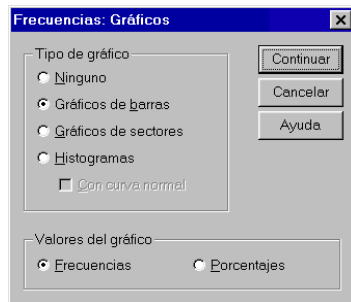 Frecuencias: Gráficos
Tipo de gráfico
Ninguno
Gráficos de barras
Gráficos de sectores
Histogramas
Con curva normal
Continuar
Cancelar
Ayuda
Valores del gráfico
Frecuencias
Porcentajes